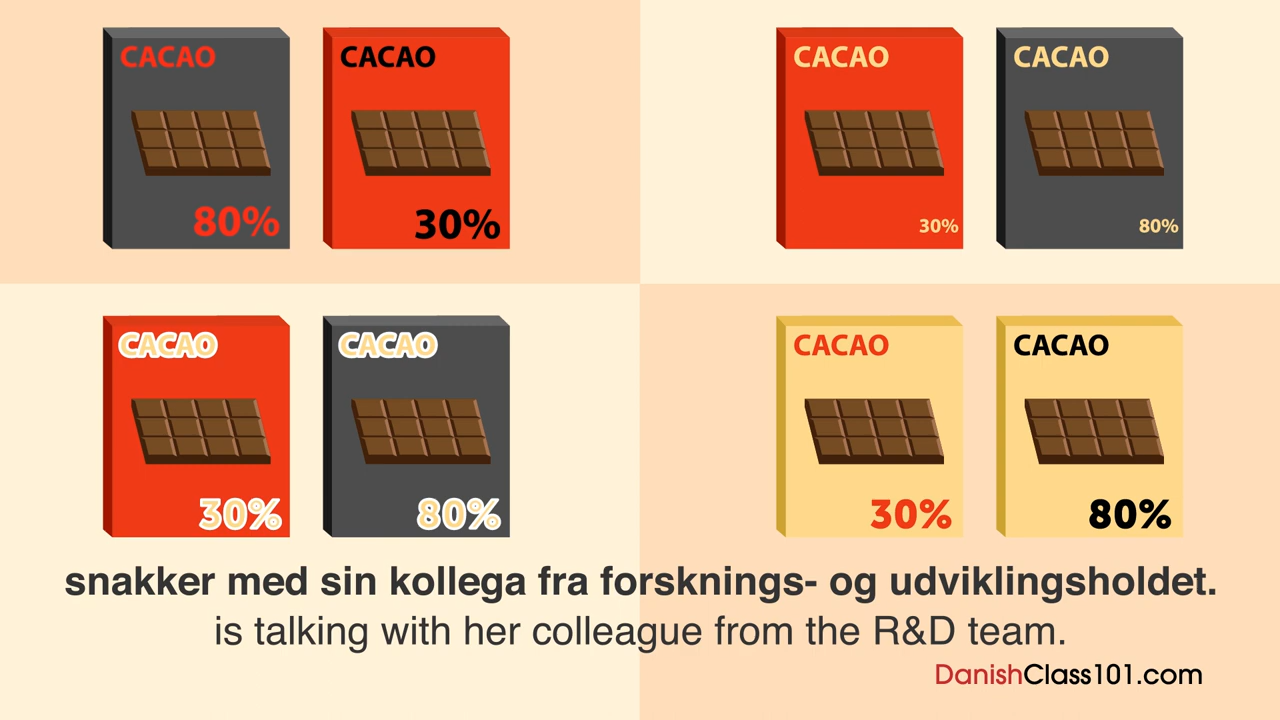 CACAO
80%
CACAO
30%
CACAO
30%
CACAO
80%
CACAO
30%
CACAO
80%
CACAO
30%
CACAO
80%
snakker med sin kollega fra forsknings- og udviklingsholdet.
is talking with her colleague from the R&D team.
DanishClass101.com